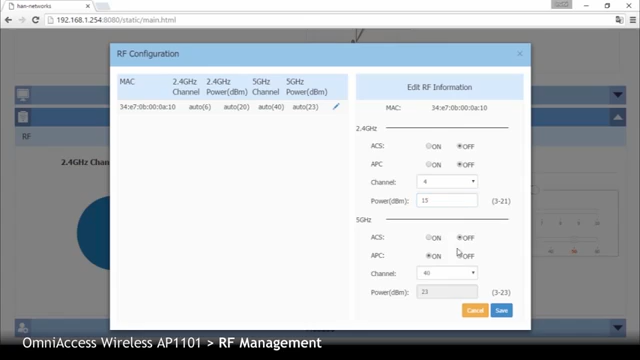 han-networks
192.168.1.254:8080/static/main.html
RF Configuration
MAC 2.4GHz Channel 2.4GHz Power(dBm) 5GHz Channel 5GHz Power(dBm)
34:e7:0b:00:0a:10 auto(6) auto(20) auto(40) auto(23)
Edit RF Information
MAC: 34:e7:0b:00:0a:10
2.4GHz
ACS: ON OFF
APC ON OFF
Channel: 4
Power(dBm): 15 (3-21)
5GHz
ACS: ON OFF
APC: ON OFF
Channel: 40
Power(dBm): 23 (3-23)
Cancel Save
RF
2.4GHz Chann
OmniAccess Wireless AP1101 > RF Management